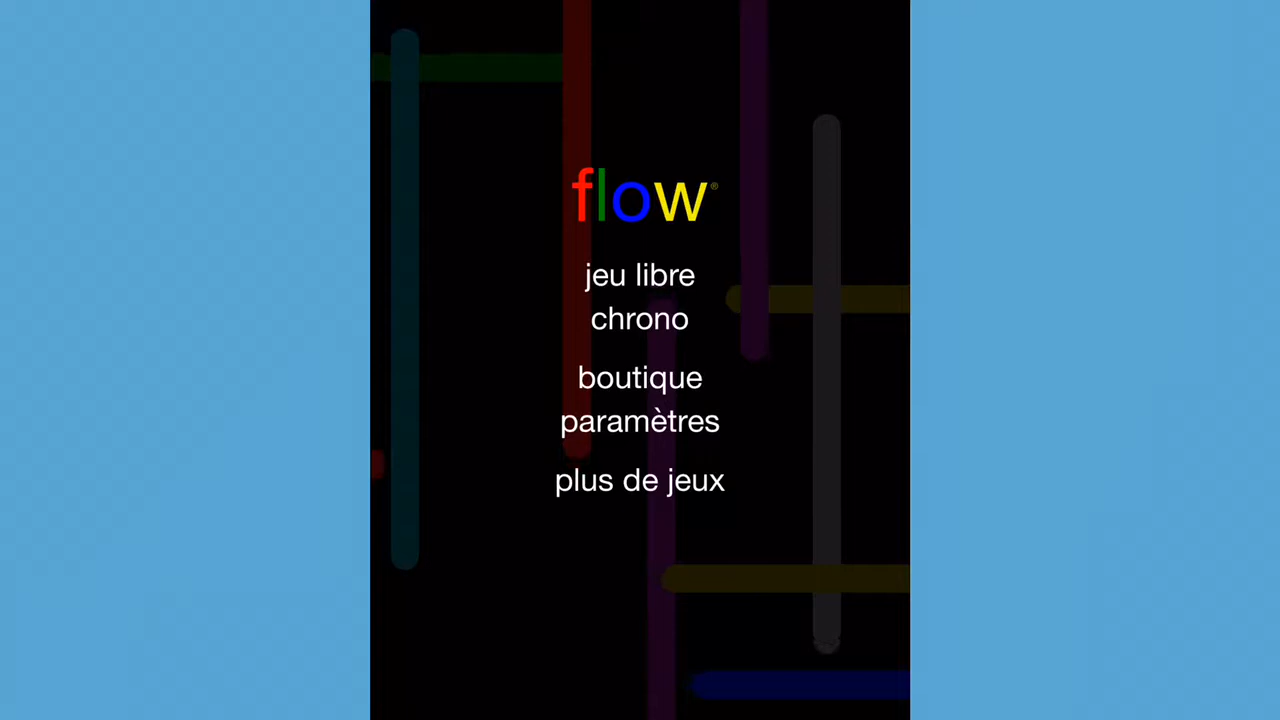 flow®
jeu libre
chrono
boutique
paramètres
plus de jeux